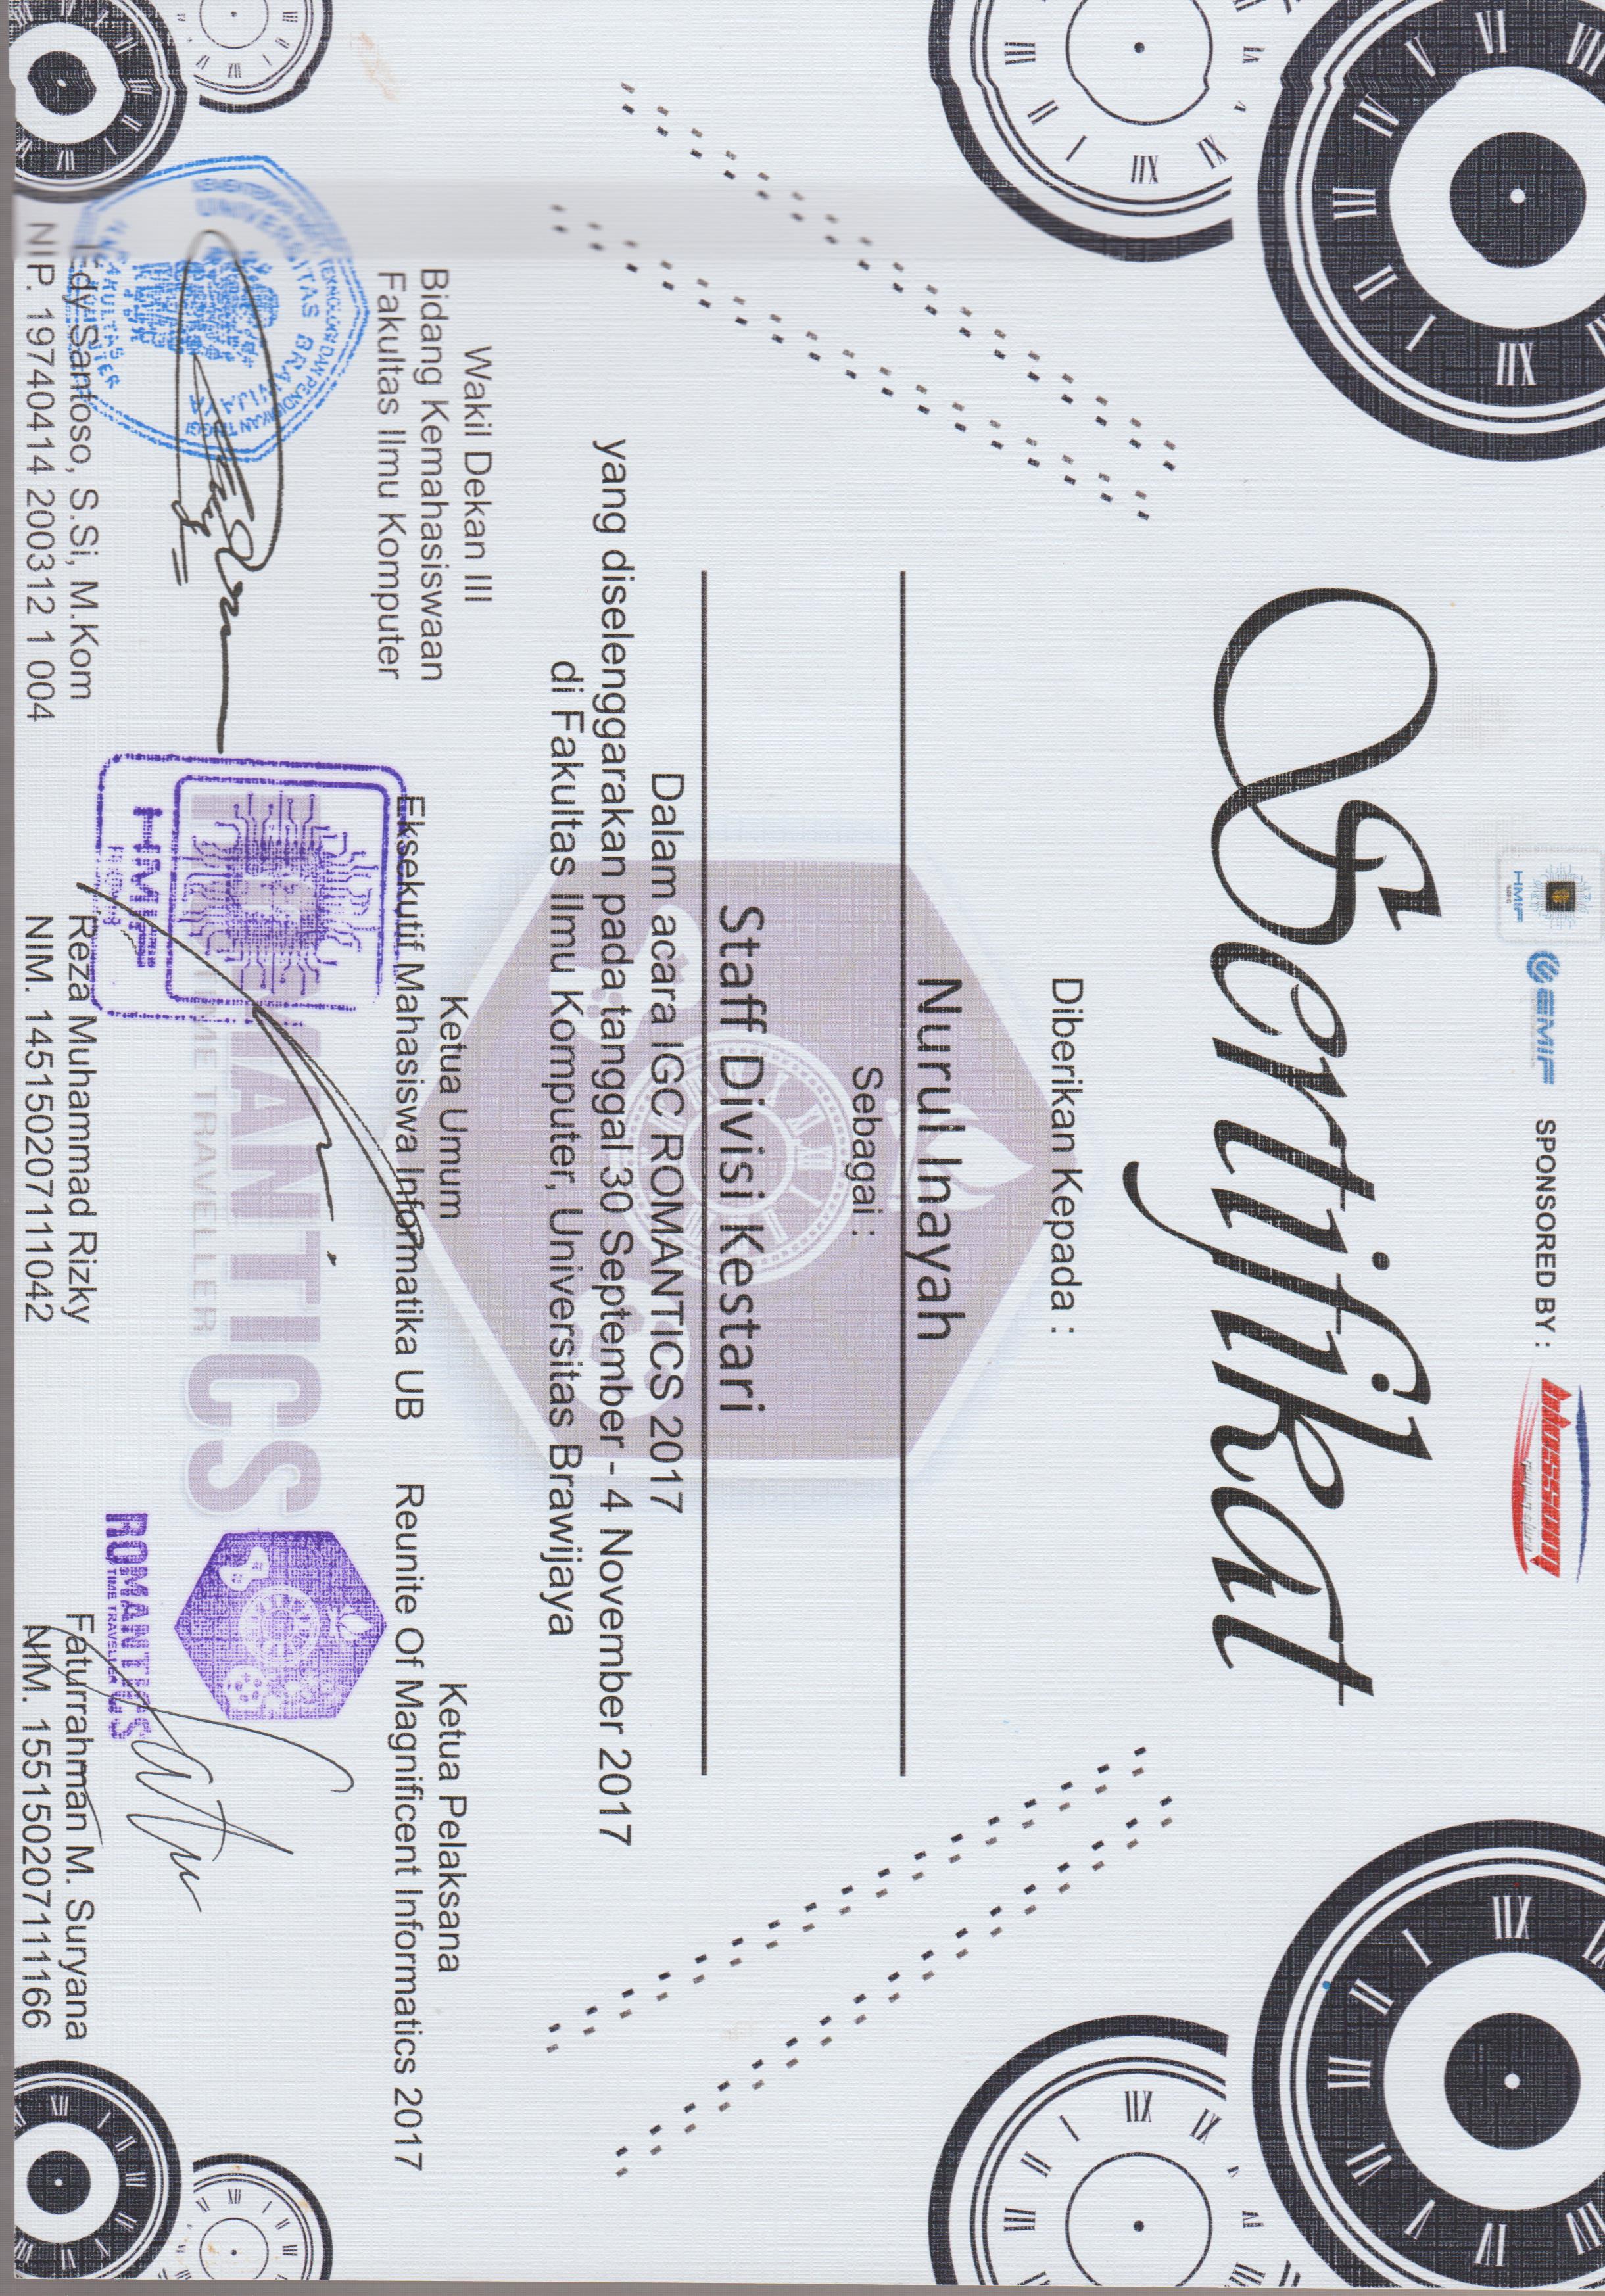 HMIF
EMIF
SPONSORED BY :
Sertifikat
Diberikan Kepada :
Nurul Inayah
Sebagai :
Staff Divisi Kestari
Dalam acara IGC ROMANTICS 2017
yang diselenggarakan pada tanggal 30 September - 4 November 2017
di Fakultas Ilmu Komputer, Universitas Brawijaya
Wakil Dekan III
Bidang Kemahasiswaan
Fakultas Ilmu Komputer
UNIVERSITAS BRAWIJAYA
Edy Santoso, S.Si, M.Kom
NIP. 19740414 200312 1 004
Ketua Umum
Eksekutif Mahasiswa Informatika UB
HMIF
Reza Muhammad Rizky
NIM. 145150207111042
Ketua Pelaksana
Reunite Of Magnificent Informatics 2017
ROMANTICS
TIME TRAVELLER
Faturrahman M. Suryana
NIM. 155150207111166